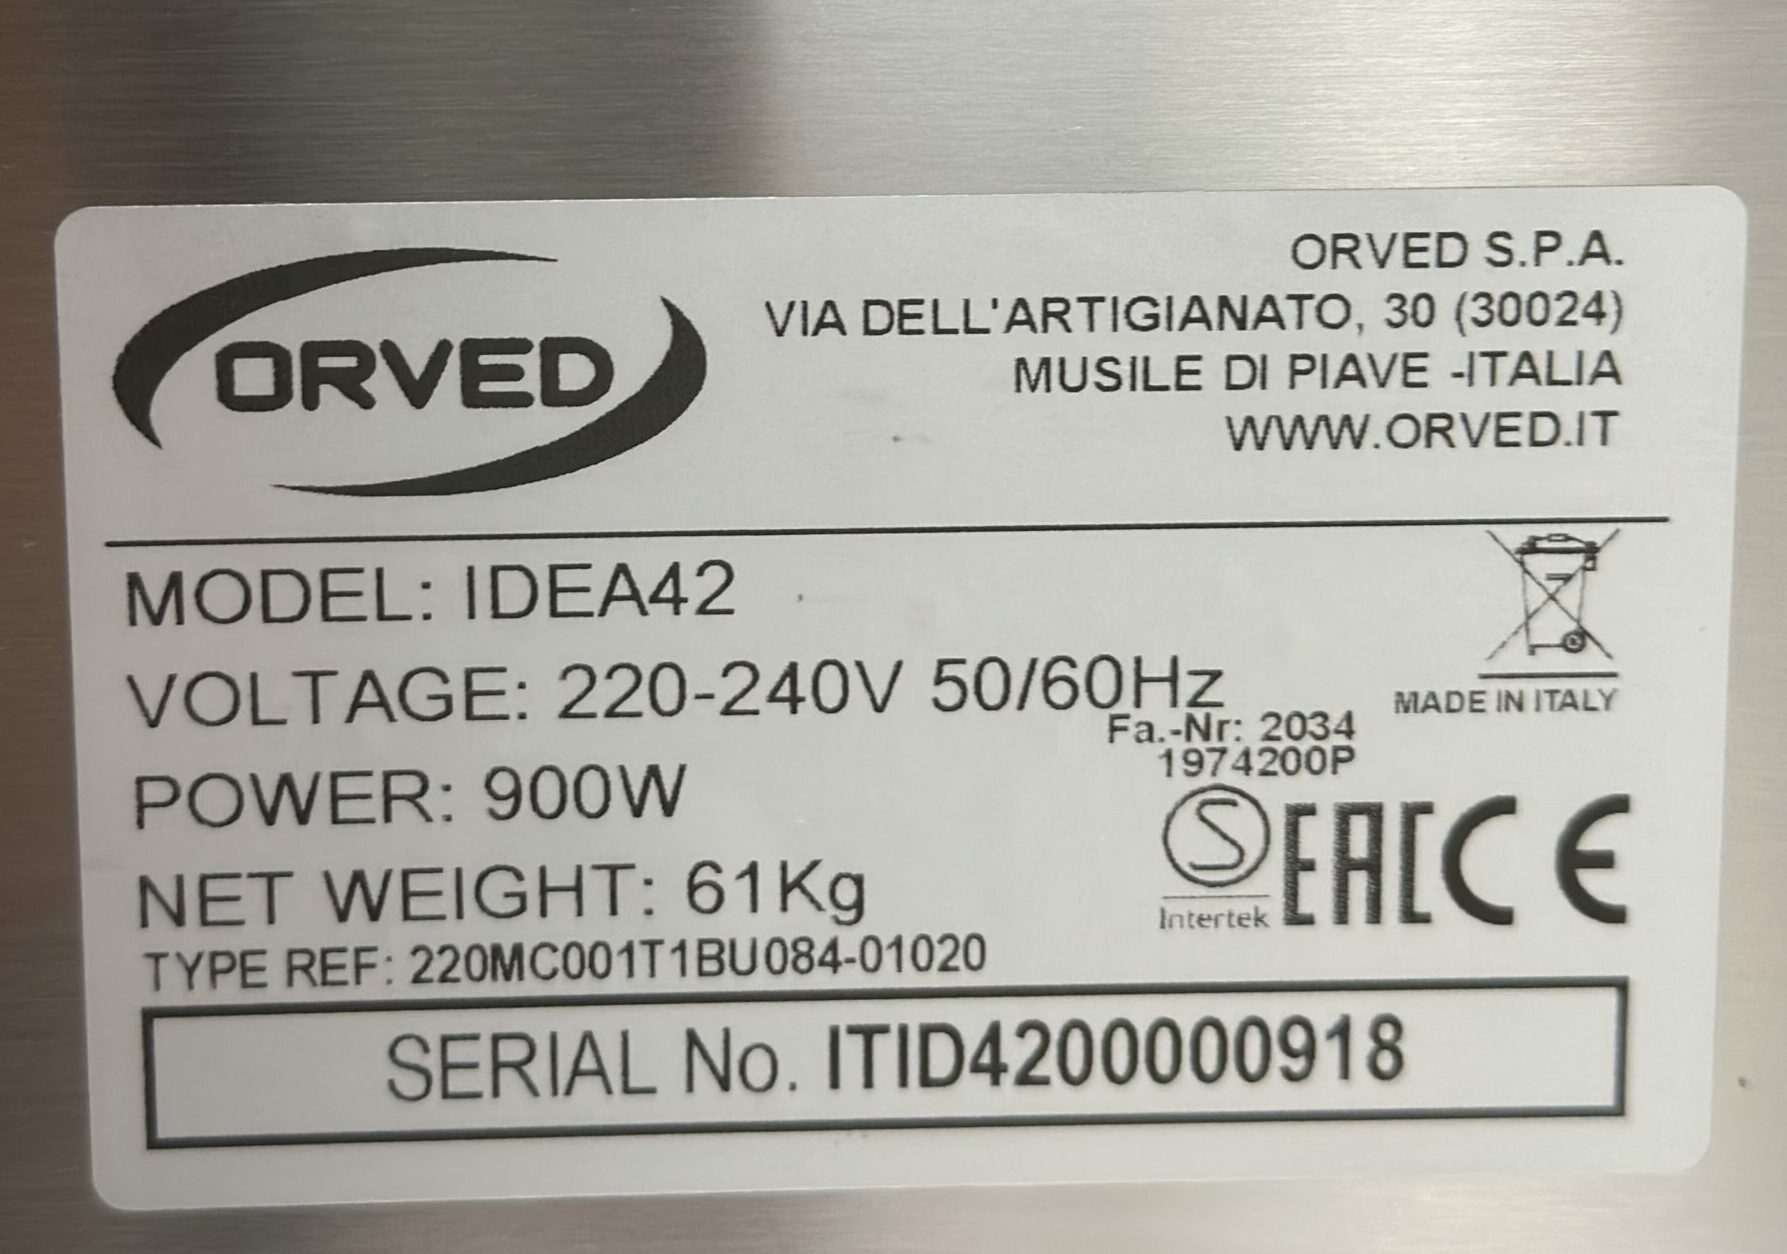 ORVED
ORVED S.P.A.
VIA DELL'ARTIGIANATO, 30 (30024)
MUSILE DI PIAVE -ITALIA
WWW.ORVED.IT
MODEL: IDEA42
VOLTAGE: 220-240V 50/60Hz
MADE IN ITALY
Fa.-Nr: 2034
1974200P
POWER: 900W
NET WEIGHT: 61Kg
S
Intertek
EAC CE
TYPE REF: 220MC001T1BU084-01020
SERIAL No. ITID4200000918